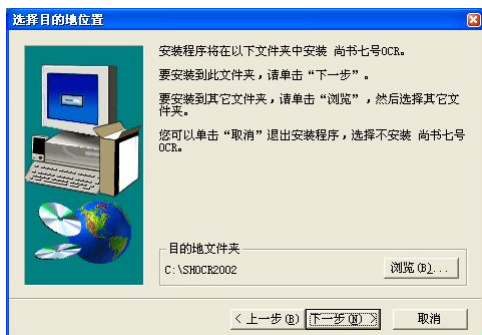 选择目的地位置
安装程序将在以下文件夹中安装 尚书七号OCR。
要安装到此文件夹，请单击“下一步”。
要安装到其它文件夹，请单击“浏览”，然后选择其它文
件夹。
您可以单击“取消”退出安装程序，选择不安装 尚书七号
OCR。
目的地文件夹
C:\SHOCR2002
浏览(B)...
< 上一步(B) 下一步(N) > 取消